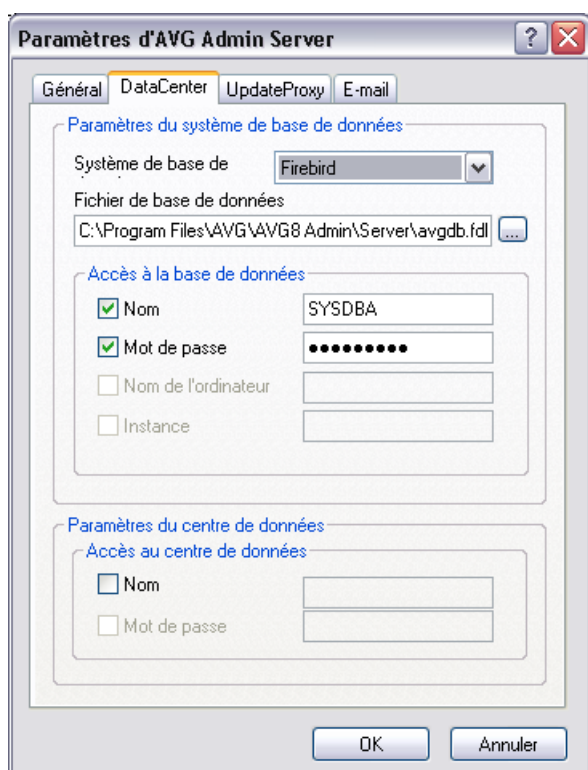 Paramètres d'AVG Admin Server
Général DataCenter UpdateProxy E-mail
Paramètres du système de base de données
Système de base de
Firebird
Fichier de base de données
C:\Program Files\AVG\AVG8 Admin\Server\avgdb.fdl
...
Accès à la base de données
Nom SYSDBA
Mot de passe •••••••••
Nom de l'ordinateur
Instance
Paramètres du centre de données
Accès au centre de données
Nom
Mot de passe
OK Annuler